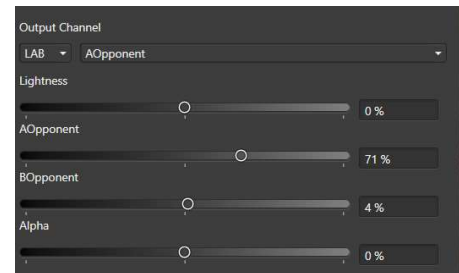 Output Channel
LAB AOpponent
Lightness
0 %
AOpponent
71 %
BOpponent
4 %
Alpha
0 %